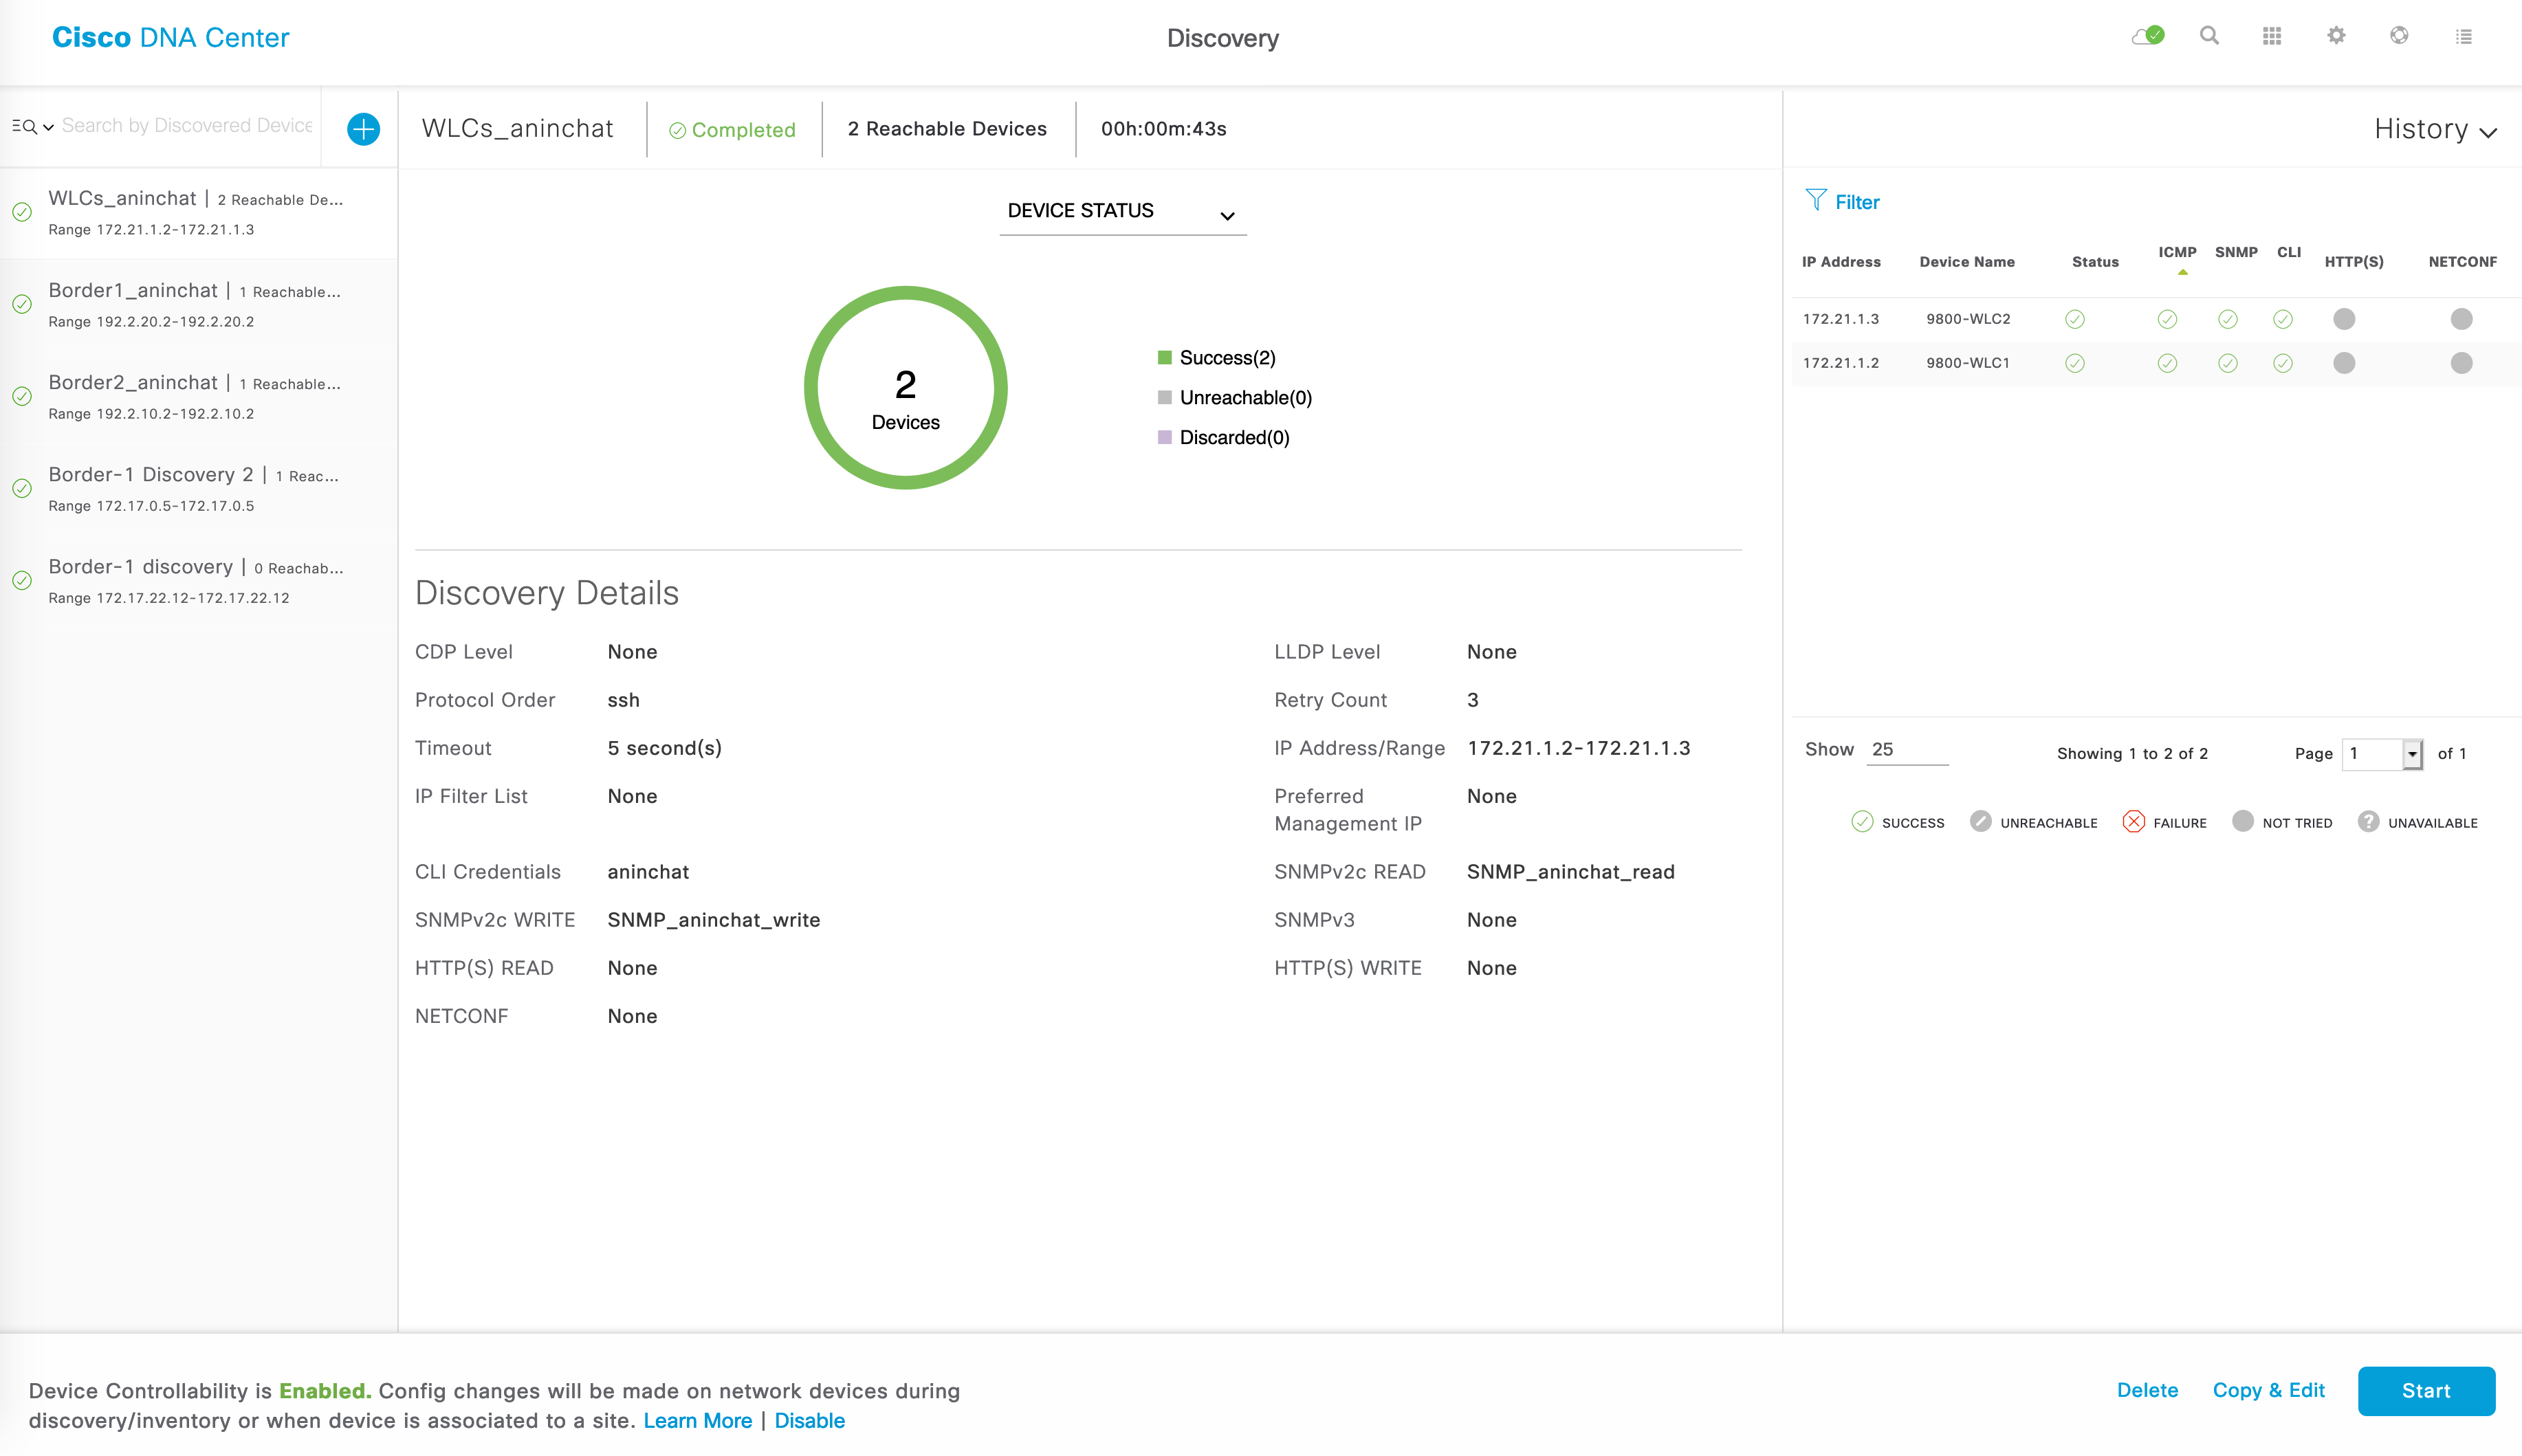 Cisco DNA Center
Discovery
Search by Discovered Device
WLCs_aninchat | 2 Reachable De...
Range 172.21.1.2-172.21.1.3
Border1_aninchat | 1 Reachable...
Range 192.2.20.2-192.2.20.2
Border2_aninchat | 1 Reachable...
Range 192.2.10.2-192.2.10.2
Border-1 Discovery 2 | 1 Reac...
Range 172.17.0.5-172.17.0.5
Border-1 discovery | 0 Reachab...
Range 172.17.22.12-172.17.22.12
WLCs_aninchat
Completed
2 Reachable Devices
00h:00m:43s
DEVICE STATUS
2
Devices
Success(2)
Unreachable(0)
Discarded(0)
Discovery Details
CDP Level None
LLDP Level None
Protocol Order ssh
Retry Count 3
Timeout 5 second(s)
IP Address/Range 172.21.1.2-172.21.1.3
IP Filter List None
Preferred None
Management IP
CLI Credentials aninchat
SNMPv2c READ SNMP_aninchat_read
SNMPv2c WRITE SNMP_aninchat_write
SNMPv3 None
HTTP(S) READ None
HTTP(S) WRITE None
NETCONF None
History
Filter
IP Address Device Name Status ICMP SNMP CLI HTTP(S) NETCONF
172.21.1.3 9800-WLC2
172.21.1.2 9800-WLC1
Show 25 Showing 1 to 2 of 2 Page 1 of 1
SUCCESS UNREACHABLE FAILURE NOT TRIED ? UNAVAILABLE
Device Controllability is Enabled. Config changes will be made on network devices during
discovery/inventory or when device is associated to a site. Learn More | Disable
Delete Copy & Edit Start